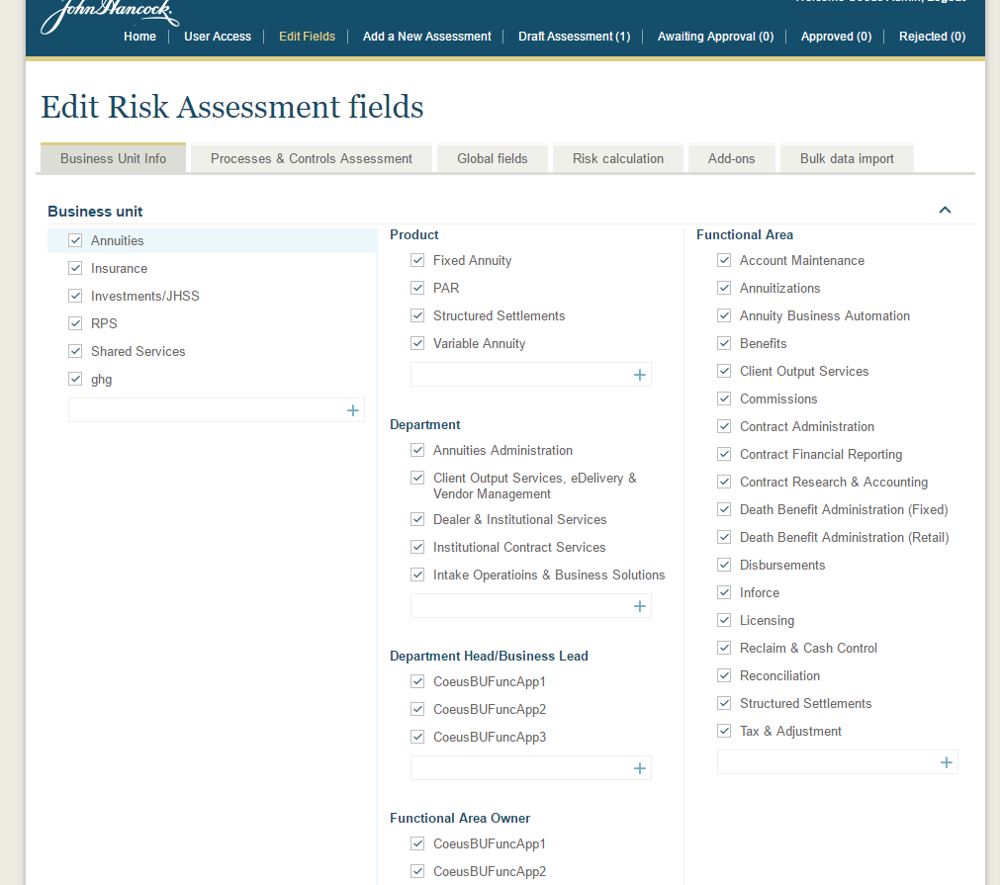 John Hancock.
Welcome Coeus Admin, Logout
Home
User Access
Edit Fields
Add a New Assessment
Draft Assessment (1)
Awaiting Approval (0)
Approved (0)
Rejected (0)
Edit Risk Assessment fields
Business Unit Info
Processes & Controls Assessment
Global fields
Risk calculation
Add-ons
Bulk data import
Business unit
Annuities
Insurance
Investments/JHSS
RPS
Shared Services
ghg
Product
Fixed Annuity
PAR
Structured Settlements
Variable Annuity
Department
Annuities Administration
Client Output Services, eDelivery &
Vendor Management
Dealer & Institutional Services
Institutional Contract Services
Intake Operatioins & Business Solutions
Department Head/Business Lead
CoeusBUFuncApp1
CoeusBUFuncApp2
CoeusBUFuncApp3
Functional Area Owner
CoeusBUFuncApp1
CoeusBUFuncApp2
Functional Area
Account Maintenance
Annuitizations
Annuity Business Automation
Benefits
Client Output Services
Commissions
Contract Administration
Contract Financial Reporting
Contract Research & Accounting
Death Benefit Administration (Fixed)
Death Benefit Administration (Retail)
Disbursements
Inforce
Licensing
Reclaim & Cash Control
Reconciliation
Structured Settlements
Tax & Adjustment